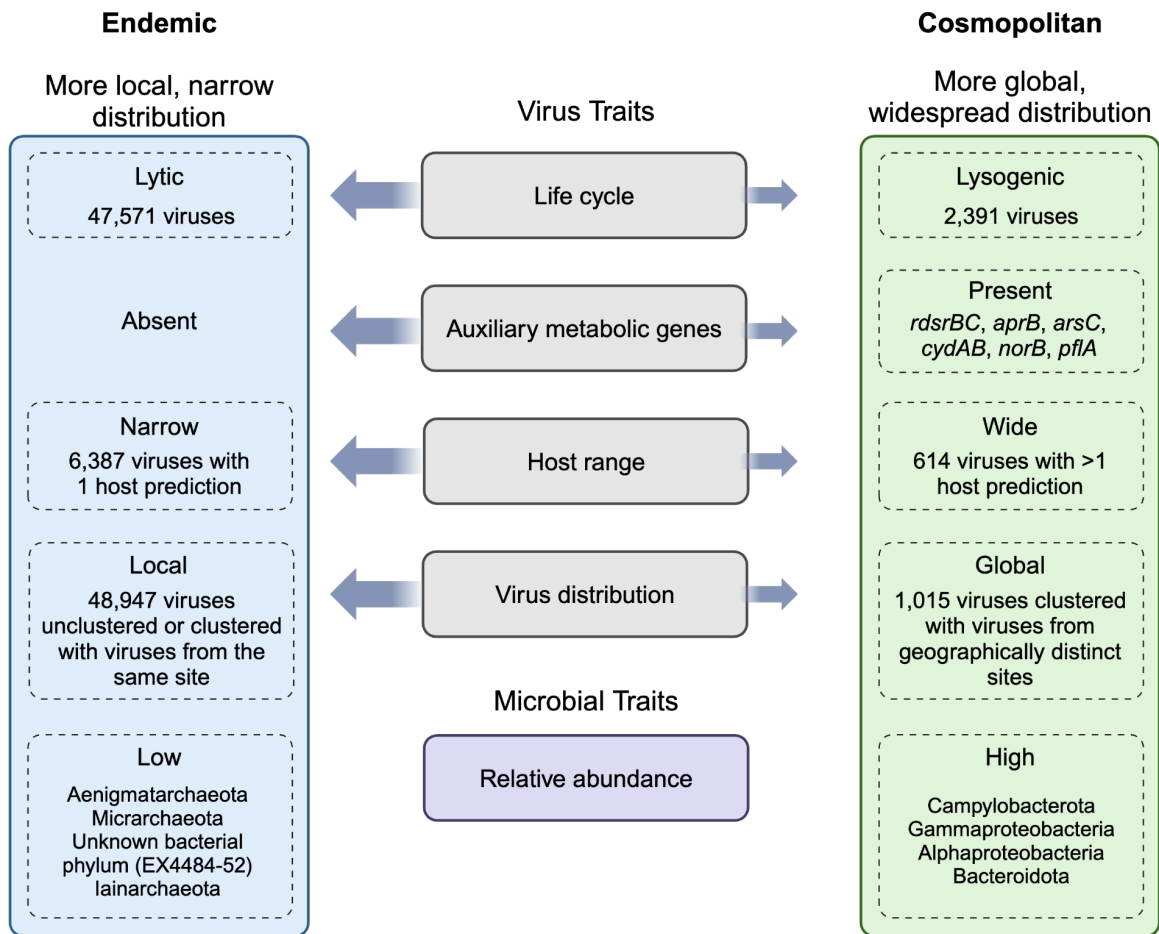 Endemic
More local, narrow
distribution
Lytic
47,571 viruses
Absent
Narrow
6,387 viruses with
1 host prediction
Local
48,947 viruses
unclustered or clustered
with viruses from the
same site
Low
Aenigmatarchaeota
Micrarchaeota
Unknown bacterial
phylum (EX4484-52)
Iainarchaeota
Virus Traits
Life cycle
Auxiliary metabolic genes
Host range
Virus distribution
Microbial Traits
Relative abundance
Cosmopolitan
More global,
widespread distribution
Lysogenic
2,391 viruses
Present
rdsrBC, aprB, arsC,
cydAB, norB, pflA
Wide
614 viruses with >1
host prediction
Global
1,015 viruses clustered
with viruses from
geographically distinct
sites
High
Campylobacterota
Gammaproteobacteria
Alphaproteobacteria
Bacteroidota